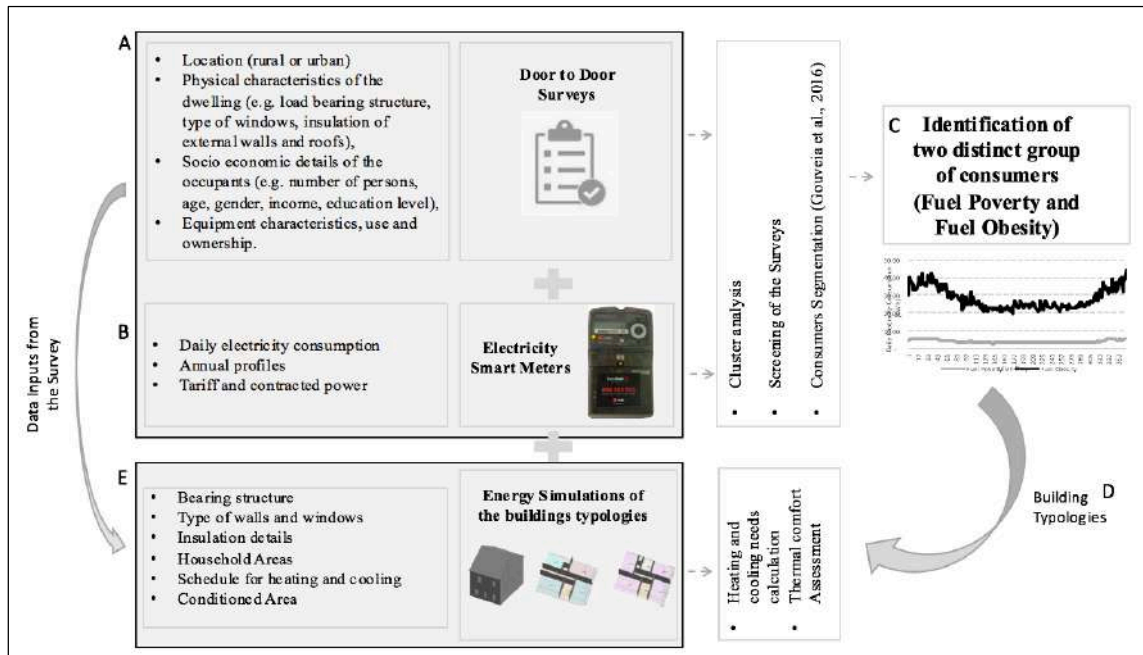 A
• Location (rural or urban)
• Physical characteristics of the
dwelling (e.g. load bearing structure,
type of windows, insulation of
external walls and roofs),
• Socio economic details of the
occupants (e.g. number of persons,
age, gender, income, education level),
• Equipment characteristics, use and
ownership.
Door to Door
Surveys
B
• Daily electricity consumption
• Annual profiles
• Tariff and contracted power
Electricity
Smart Meters
• Cluster analysis
• Screening of the Surveys
• Consumers Segmentation (Gouveia et al., 2016)
C
Identification of
two distinct group
of consumers
(Fuel Poverty and
Fuel Obesity)
Data Inputs from
the Survey
E
• Bearing structure
• Type of walls and windows
• Insulation details
• Household Areas
• Schedule for heating and cooling
• Conditioned Area
Energy Simulations of
the buildings typologies
• Heating and
cooling needs
calculation
• Thermal comfort
Assessment
Building
Typologies
D